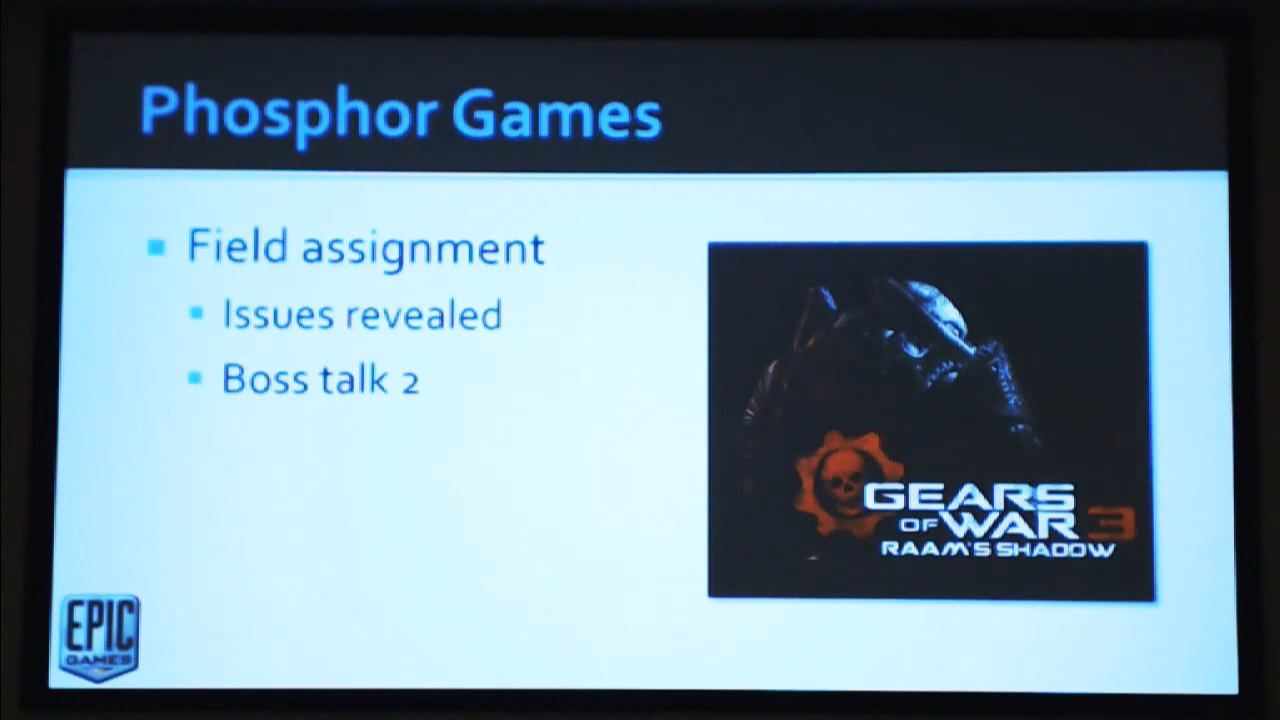 Phosphor Games
Field assignment
Issues revealed
Boss talk 2
GEARS
OF WAR 3
RAAM'S SHADOW
EPIC
GAMES